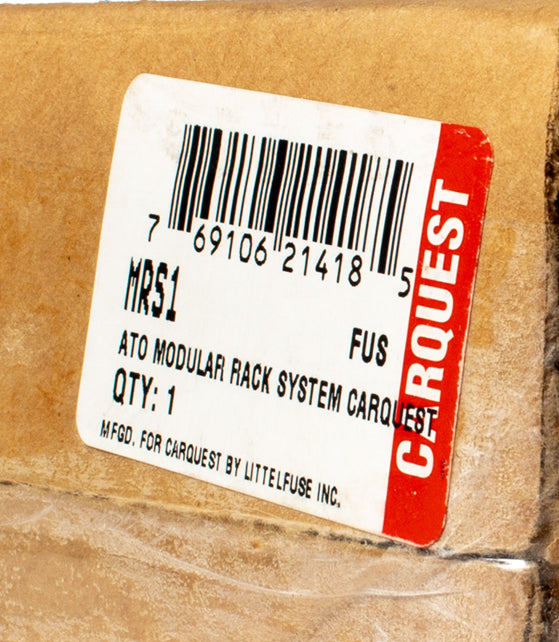 7 69106 21418 5
MRS1
FUS
ATO MODULAR RACK SYSTEM CARQUEST
QTY: 1
MFGD. FOR CARQUEST BY LITTELFUSE INC.
CARQUEST